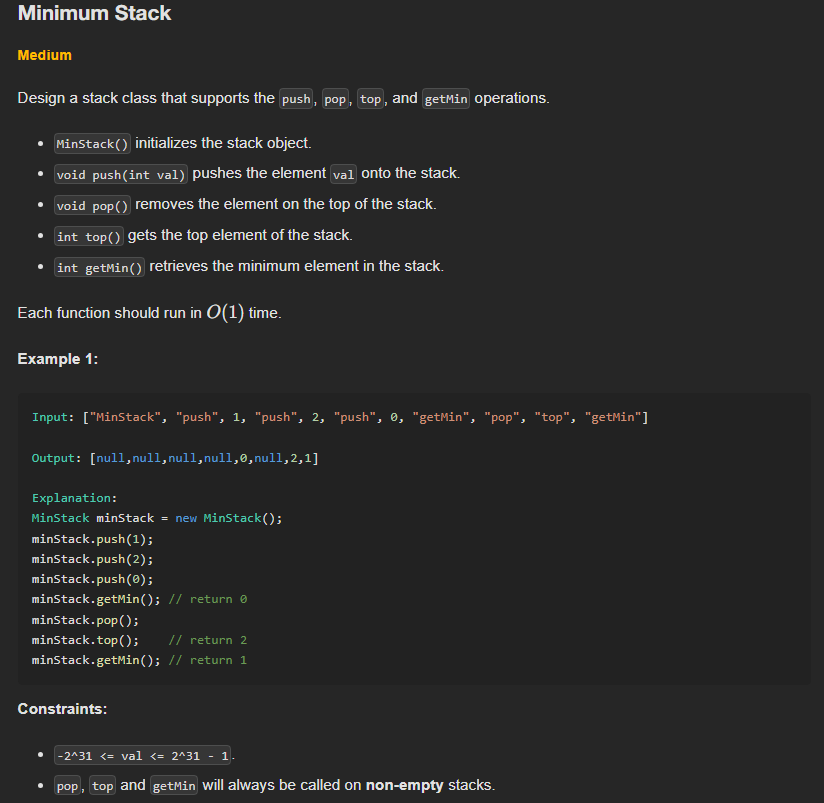 Minimum Stack
Medium
Design a stack class that supports the push, pop, top, and getMin operations.
• MinStack() initializes the stack object.
• void push(int val) pushes the element val onto the stack.
• void pop() removes the element on the top of the stack.
• int top() gets the top element of the stack.
• int getMin() retrieves the minimum element in the stack.
Each function should run in O(1) time.
Example 1:
Input: ["MinStack", "push", 1, "push", 2, "push", 0, "getMin", "pop", "top", "getMin"]
Output: [null,null,null,null,0,null,2,1]
Explanation:
MinStack minStack = new MinStack();
minStack.push(1);
minStack.push(2);
minStack.push(0);
minStack.getMin(); // return 0
minStack.pop();
minStack.top();    // return 2
minStack.getMin(); // return 1
Constraints:
• -2^31 <= val <= 2^31 - 1.
• pop, top and getMin will always be called on non-empty stacks.